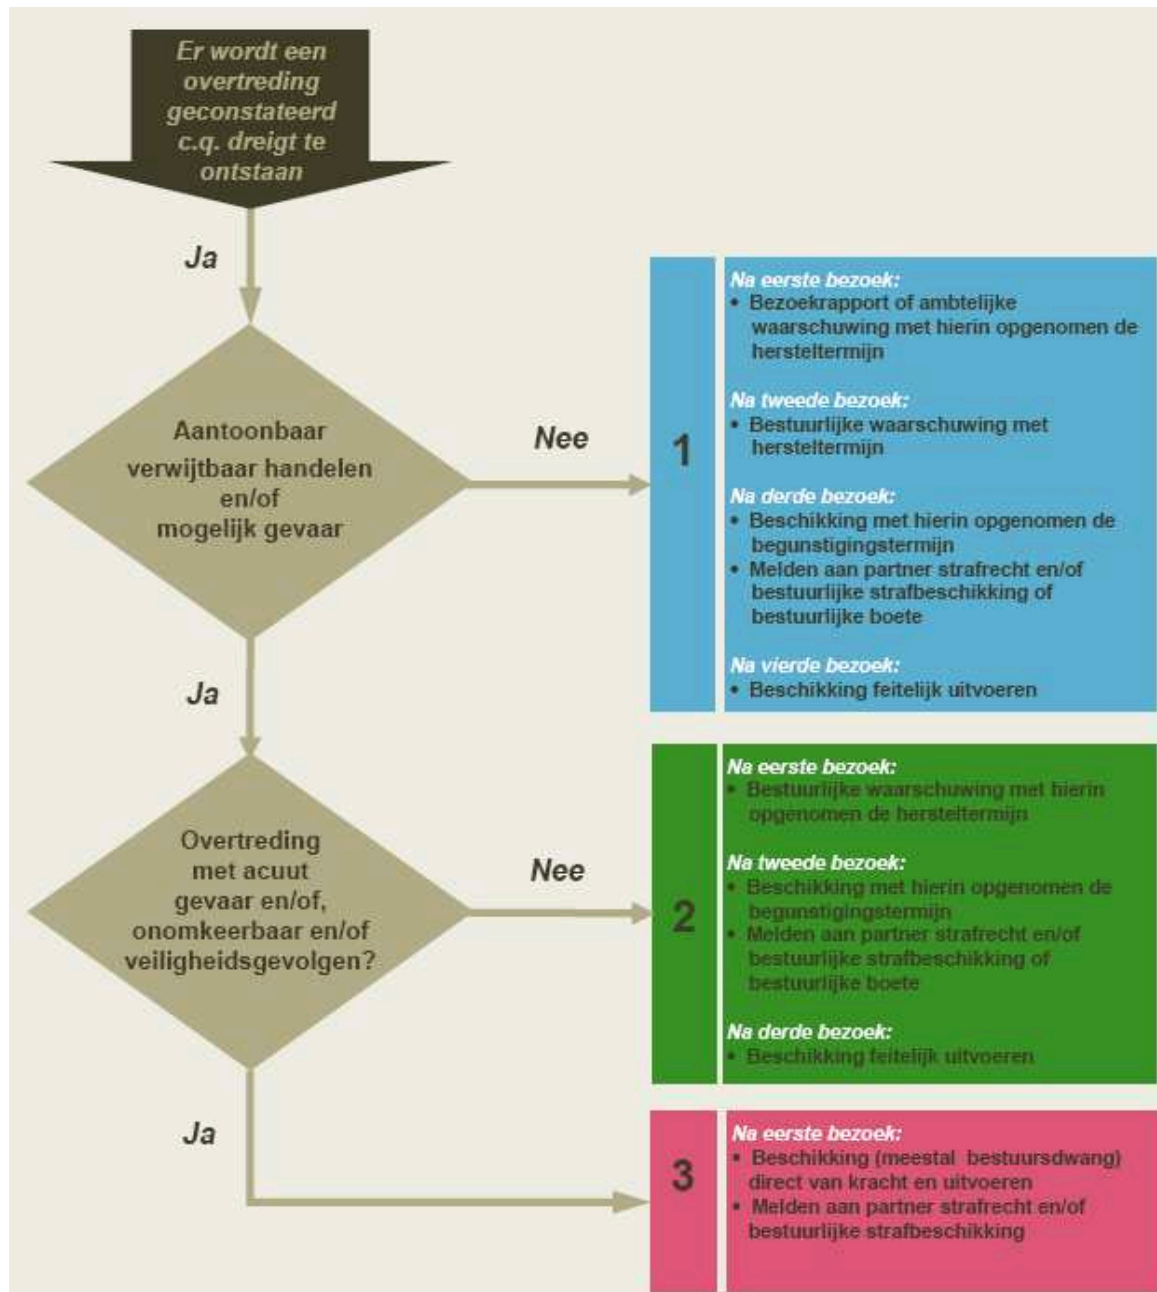 Er wordt een
overtreding
geconstateerd
c.q. dreigt te
ontstaan
Ja
Aantoonbaar
verwijtbaar handelen
en/of
mogelijk gevaar
Nee
1
Na eerste bezoek:
• Bezoekrapport of ambtelijke
waarschuwing met hierin opgenomen de
hersteltermijn
Na tweede bezoek:
• Bestuurlijke waarschuwing met
hersteltermijn
Na derde bezoek:
• Beschikking met hierin opgenomen de
begunstigingstermijn
• Melden aan partner strafrecht en/of
bestuurlijke strafbeschikking of
bestuurlijke boete
Na vierde bezoek:
• Beschikking feitelijk uitvoeren
Ja
Overtreding
met acuut
gevaar en/of,
onomkeerbaar en/of
veiligheidsgevolgen?
Nee
2
Na eerste bezoek:
• Bestuurlijke waarschuwing met hierin
opgenomen de hersteltermijn
Na tweede bezoek:
• Beschikking met hierin opgenomen de
begunstigingstermijn
• Melden aan partner strafrecht en/of
bestuurlijke strafbeschikking of
bestuurlijke boete
Na derde bezoek:
• Beschikking feitelijk uitvoeren
Ja
3
Na eerste bezoek:
• Beschikking (meestal bestuursdwang)
direct van kracht en uitvoeren
• Melden aan partner strafrecht en/of
bestuurlijke strafbeschikking